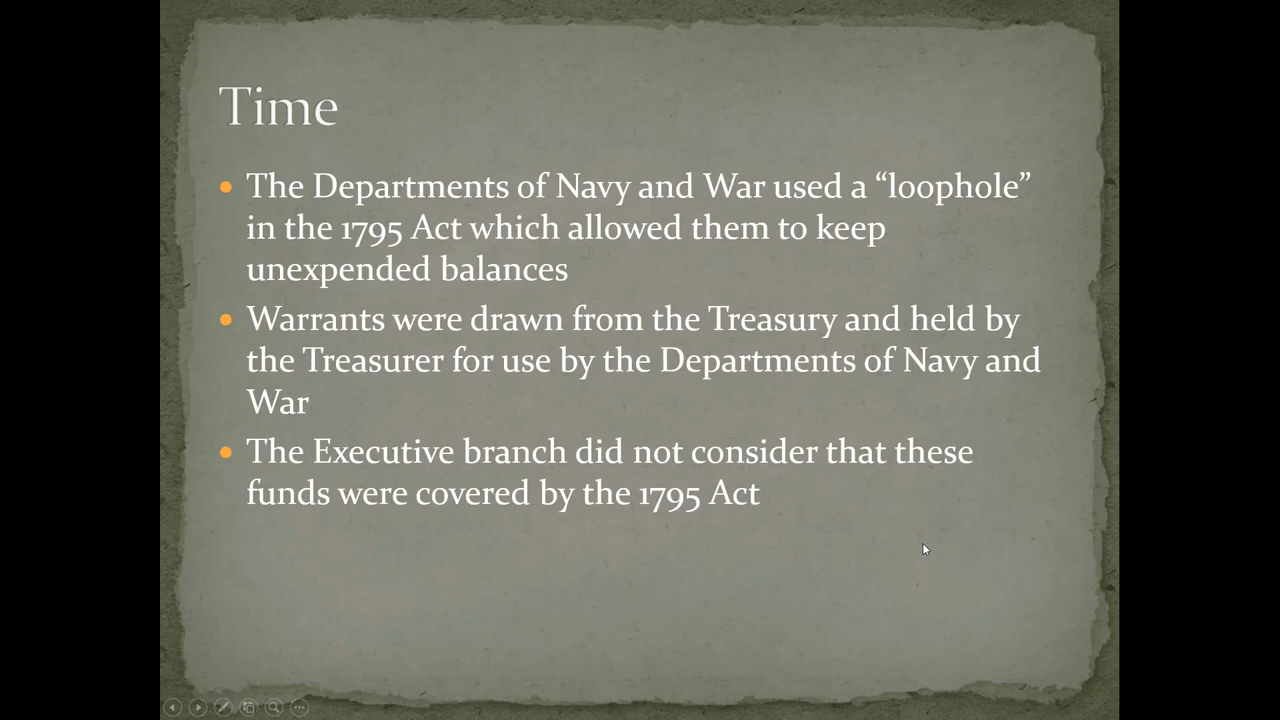 Time
• The Departments of Navy and War used a “loophole”
in the 1795 Act which allowed them to keep
unexpended balances
• Warrants were drawn from the Treasury and held by
the Treasurer for use by the Departments of Navy and
War
• The Executive branch did not consider that these
funds were covered by the 1795 Act